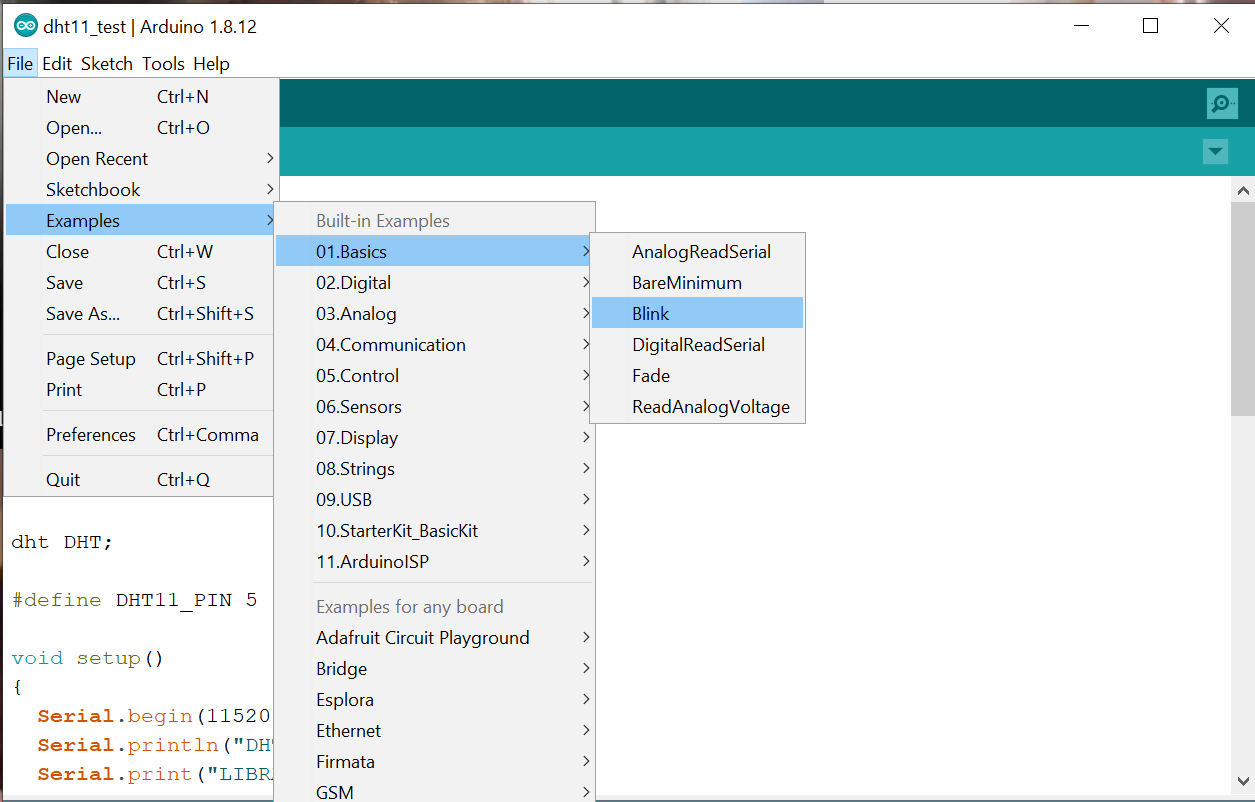 dht11_test | Arduino 1.8.12
File Edit Sketch Tools Help
New Ctrl+N
Open... Ctrl+O
Open Recent
Sketchbook
Examples
Close Ctrl+W
Save Ctrl+S
Save As... Ctrl+Shift+S
Page Setup Ctrl+Shift+P
Print Ctrl+P
Preferences Ctrl+Comma
Quit Ctrl+Q
Built-in Examples
01.Basics
02.Digital
03.Analog
04.Communication
05.Control
06.Sensors
07.Display
08.Strings
09.USB
10.StarterKit_BasicKit
11.ArduinoISP
Examples for any board
Adafruit Circuit Playground
Bridge
Esplora
Ethernet
Firmata
GSM
AnalogReadSerial
BareMinimum
Blink
DigitalReadSerial
Fade
ReadAnalogVoltage
dht DHT;
#define DHT11_PIN 5
void setup()
{
Serial.begin(11520
Serial.println("DH
Serial.print("LIBR